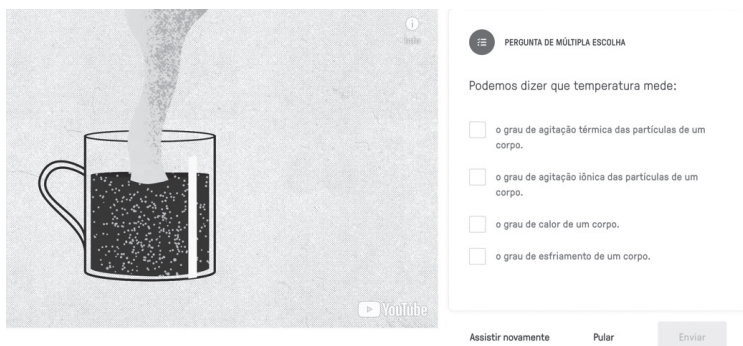 PERGUNTA DE MÚLTIPLA ESCOLHA
Podemos dizer que temperatura mede:
o grau de agitação térmica das partículas de um
corpo.
o grau de agitação iônica das partículas de um
corpo.
o grau de calor de um corpo.
o grau de esfriamento de um corpo.
YouTube
Assistir novamente
Pular
Enviar